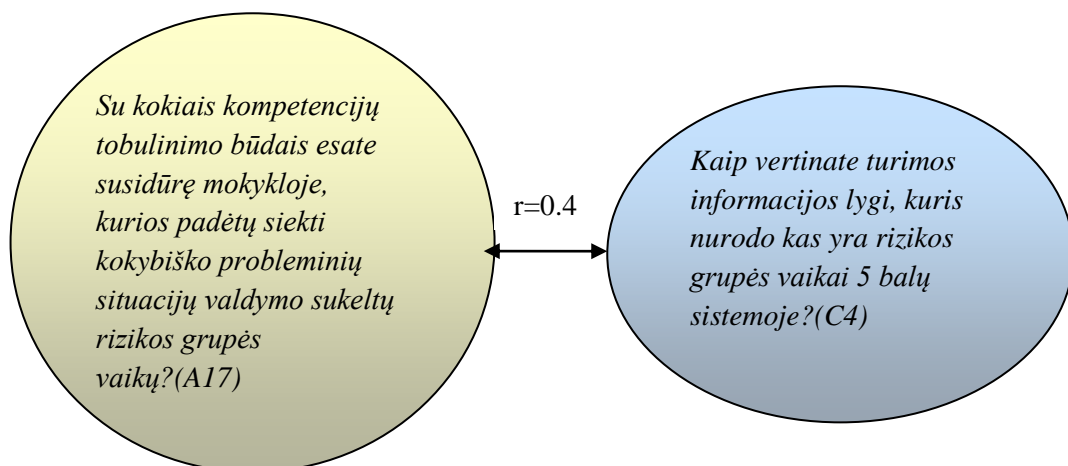 Su kokiais kompetencijų
tobulinimo būdais esate
susidūrę mokykloje,
kurios padėtų siekti
kokybiško probleminių
situacijų valdymo sukeltų
rizikos grupės
vaikų?(A17)
r=0.4
Kaip vertinate turimos
informacijos lygi, kuris
nurodo kas yra rizikos
grupės vaikai 5 balų
sistemoje?(C4)